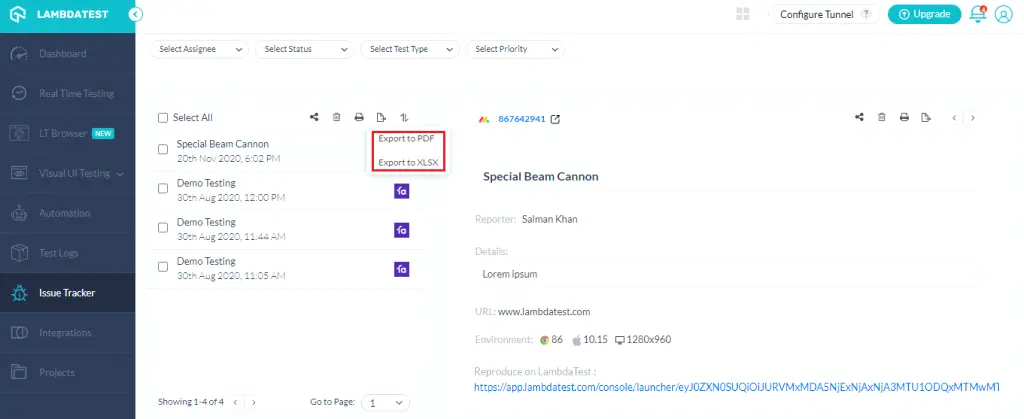 LAMBDATEST
Configure Tunnel ?
Upgrade
4
Dashboard
Real Time Testing
LT Browser NEW
Visual UI Testing
Automation
Test Logs
Issue Tracker
Integrations
Projects
Select Assignee
Select Status
Select Test Type
Select Priority
Select All
Export to PDF
Export to XLSX
Special Beam Cannon
20th Nov 2020, 6:02 PM
Demo Testing
30th Aug 2020, 12:00 PM
Demo Testing
30th Aug 2020, 11:44 AM
Demo Testing
30th Aug 2020, 11:05 AM
Showing 1-4 of 4
Go to Page: 1
867642941
Special Beam Cannon
Reporter: Salman Khan
Details:
Lorem ipsum
URL: www.lambdatest.com
Environment: 86 10.15 1280x960
Reproduce on LambdaTest :
https://app.lambdatest.com/console/launcher/eyJ0ZXN0SUQiOiJURVMxMDA5NjExNjAxNjA3MTU1ODQxMTMwMT